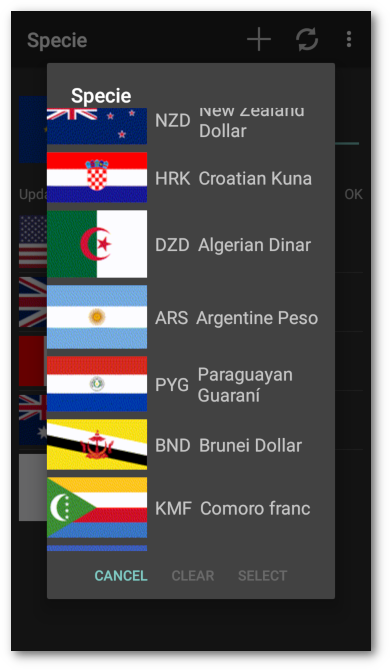 Specie
Specie
NZD New Zealand
Dollar
HRK Croatian Kuna
DZD Algerian Dinar
ARS Argentine Peso
PYG Paraguayan
Guaraní
BND Brunei Dollar
KMF Comoro franc
Upda
OK
CANCEL CLEAR SELECT